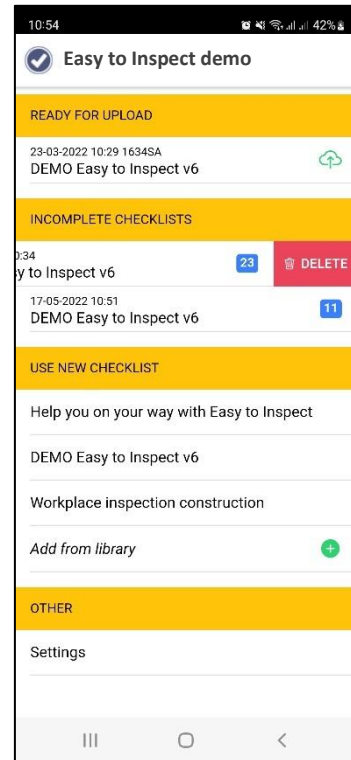 10:54
42%
Easy to Inspect demo
READY FOR UPLOAD
23-03-2022 10:29 1634SA
DEMO Easy to Inspect v6
INCOMPLETE CHECKLISTS
0:34
y to Inspect v6
23
DELETE
17-05-2022 10:51
DEMO Easy to Inspect v6
11
USE NEW CHECKLIST
Help you on your way with Easy to Inspect
DEMO Easy to Inspect v6
Workplace inspection construction
Add from library
OTHER
Settings